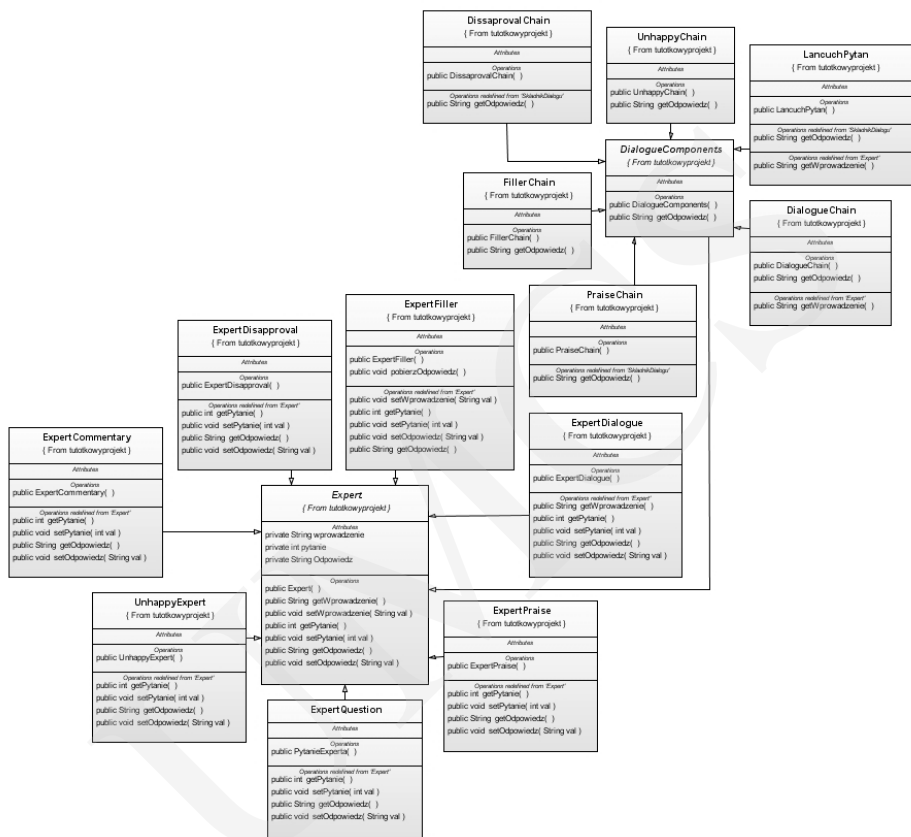 DissaprovalChain
{ From tutotkowyprojekt }
Attributes
Operations
public DissaprovalChain( )
Operations redefined from 'SkladnikDialogu'
public String getOdpowiedz( )
UnhappyChain
{ From tutotkowyprojekt }
Attributes
Operations
public UnhappyChain( )
public String getOdpowiedz( )
LancuchPytan
{ From tutotkowyprojekt }
Attributes
Operations
public LancuchPytan( )
Operations redefined from 'SkladnikDialogu'
public String getOdpowiedz( )
Operations redefined from 'Expert'
public String getWprowadzenie( )
DialogueComponents
{ From tutotkowyprojekt }
Attributes
Operations
public DialogueComponents( )
public String getOdpowiedz( )
FillerChain
{ From tutotkowyprojekt }
Attributes
Operations
public FillerChain( )
public String getOdpowiedz( )
DialogueChain
{ From tutotkowyprojekt }
Attributes
Operations
public DialogueChain( )
public String getOdpowiedz( )
Operations redefined from 'Expert'
public String getWprowadzenie( )
PraiseChain
{ From tutotkowyprojekt }
Attributes
Operations
public PraiseChain( )
Operations redefined from 'SkladnikDialogu'
public String getOdpowiedz( )
ExpertFiller
{ From tutotkowyprojekt }
Attributes
Operations
public ExpertFiller( )
public void pobierzOdpowiedz( )
Operations redefined from 'Expert'
public void setWprowadzenie( String val )
public int getPytanie( )
public void setPytanie( int val )
public void setOdpowiedz( String val )
public String getOdpowiedz( )
ExpertDisapproval
{ From tutotkowyprojekt }
Attributes
Operations
public ExpertDisapproval( )
Operations redefined from 'Expert'
public int getPytanie( )
public void setPytanie( int val )
public String getOdpowiedz( )
public void setOdpowiedz( String val )
ExpertDialogue
{ From tutotkowyprojekt }
Attributes
Operations
public ExpertDialogue( )
Operations redefined from 'Expert'
public String getWprowadzenie( )
public int getPytanie( )
public void setPytanie( int val )
public String getOdpowiedz( )
public void setOdpowiedz( String val )
ExpertCommentary
{ From tutotkowyprojekt }
Attributes
Operations
public ExpertCommentary( )
Operations redefined from 'Expert'
public int getPytanie( )
public void setPytanie( int val )
public String getOdpowiedz( )
public void setOdpowiedz( String val )
Expert
{ From tutotkowyprojekt }
Attributes
private String wprowadzenie
private int pytanie
private String Odpowiedz
Operations
public Expert( )
public String getWprowadzenie( )
public void setWprowadzenie( String val )
public int getPytanie( )
public void setPytanie( int val )
public String getOdpowiedz( )
public void setOdpowiedz( String val )
UnhappyExpert
{ From tutotkowyprojekt }
Attributes
Operations
public UnhappyExpert( )
Operations redefined from 'Expert'
public int getPytanie( )
public void setPytanie( int val )
public String getOdpowiedz( )
public void setOdpowiedz( String val )
ExpertPraise
{ From tutotkowyprojekt }
Attributes
Operations
public ExpertPraise( )
Operations redefined from 'Expert'
public int getPytanie( )
public void setPytanie( int val )
public String getOdpowiedz( )
public void setOdpowiedz( String val )
ExpertQuestion
{ From tutotkowyprojekt }
Attributes
Operations
public PytanieExperta( )
Operations redefined from 'Expert'
public int getPytanie( )
public void setPytanie( int val )
public String getOdpowiedz( )
public void setOdpowiedz( String val )
UMCS